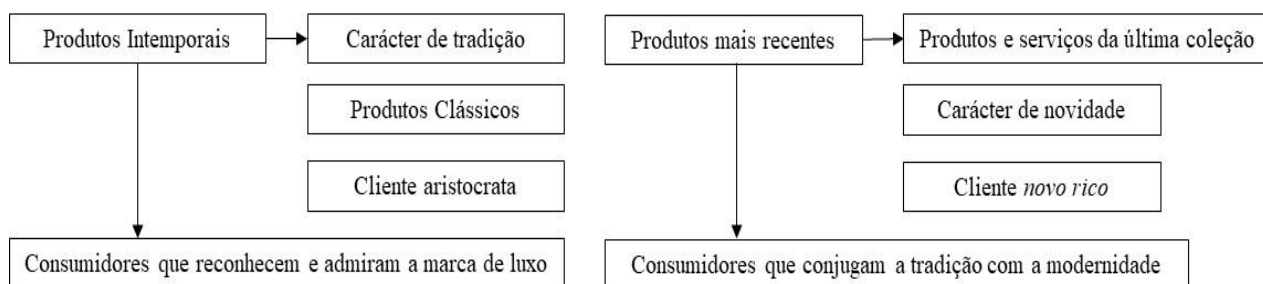 Produtos Intemporais
Carácter de tradição
Produtos Clássicos
Cliente aristocrata
Consumidores que reconhecem e admiram a marca de luxo
Produtos mais recentes
Produtos e serviços da última coleção
Carácter de novidade
Cliente novo rico
Consumidores que conjugam a tradição com a modernidade